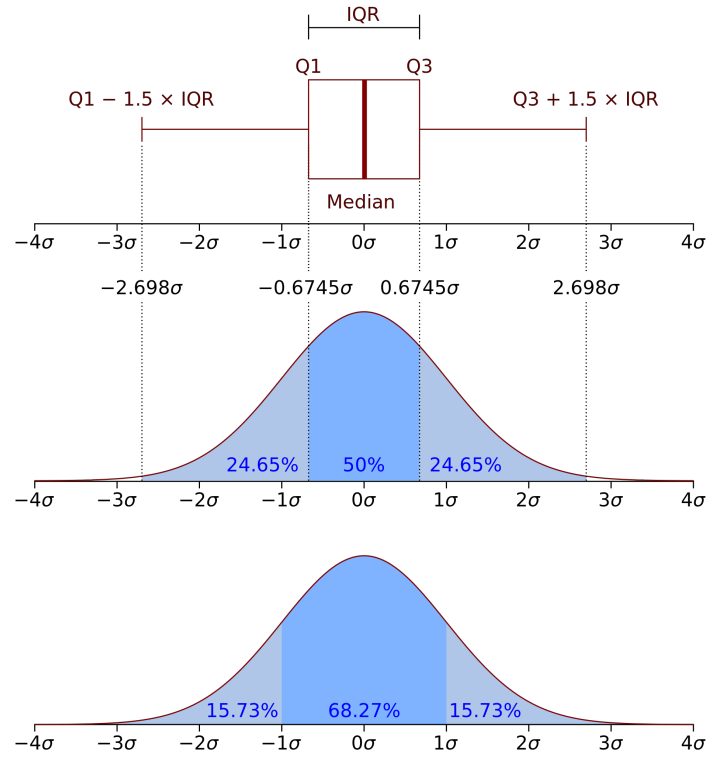 IQR
Q1 Q3
Q1 − 1.5 × IQR Q3 + 1.5 × IQR
Median
−4σ −3σ −2σ −1σ 0σ 1σ 2σ 3σ 4σ
−2.698σ −0.6745σ 0.6745σ 2.698σ
24.65% 50% 24.65%
−4σ −3σ −2σ −1σ 0σ 1σ 2σ 3σ 4σ
15.73% 68.27% 15.73%
−4σ −3σ −2σ −1σ 0σ 1σ 2σ 3σ 4σ